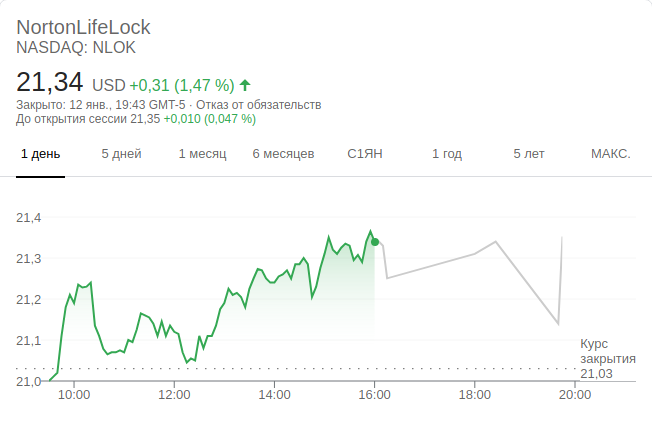 NortonLifeLock
NASDAQ: NLOK
21,34 USD +0,31 (1,47 %)
Закрыто: 12 янв., 19:43 GMT-5 · Отказ от обязательств
До открытия сессии 21,35 +0,010 (0,047 %)
1 день 5 дней 1 месяц 6 месяцев С1ЯН 1 год 5 лет МАКС.
21,4
21,3
21,2
21,1
Курс
закрытия
21,03
21,0
10:00 12:00 14:00 16:00 18:00 20:00